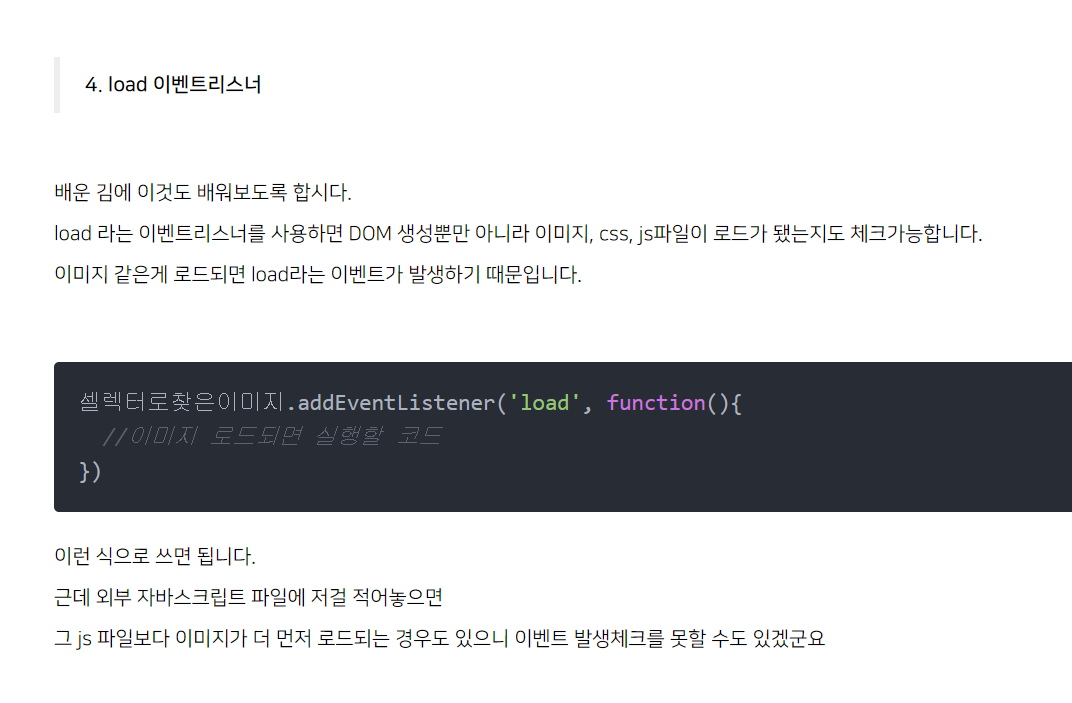 4. load 이벤트리스너
배운 김에 이것도 배워보도록 합시다.
load 라는 이벤트리스너를 사용하면 DOM 생성뿐만 아니라 이미지, css, js파일이 로드가 됐는지도 체크가능합니다.
이미지 같은게 로드되면 load라는 이벤트가 발생하기 때문입니다.
셀렉터로찾은이미지.addEventListener('load', function(){
//이미지 로드되면 실행할 코드
})
이런 식으로 쓰면 됩니다.
근데 외부 자바스크립트 파일에 저걸 적어놓으면
그 js 파일보다 이미지가 더 먼저 로드되는 경우도 있으니 이벤트 발생체크를 못할 수도 있겠군요